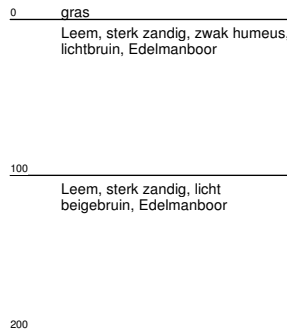 0 gras
Leem, sterk zandig, zwak humeus,
lichtbruin, Edelmanboor
100
Leem, sterk zandig, licht
beigebruin, Edelmanboor
200